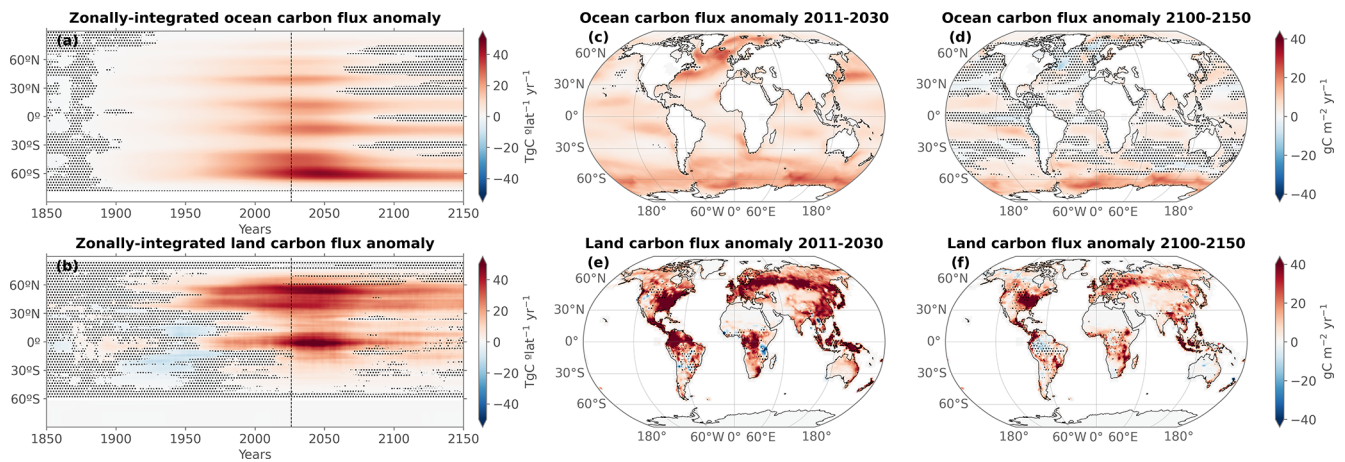 Zonally-integrated ocean carbon flux anomaly
(a)
60ºN
30ºN
0º
30ºS
60ºS
1850 1900 1950 2000 2050 2100 2150
Years
40
20
0
−20
−40
TgC ºlat⁻¹ yr⁻¹
Ocean carbon flux anomaly 2011-2030
(c)
60°N
30°N
0°
30°S
60°S
180° 60°W 0° 60°E 180°
Ocean carbon flux anomaly 2100-2150
(d)
60°N
30°N
0°
30°S
60°S
180° 60°W 0° 60°E 180°
40
20
0
−20
−40
gC m⁻² yr⁻¹
Zonally-integrated land carbon flux anomaly
(b)
60ºN
30ºN
0º
30ºS
60ºS
1850 1900 1950 2000 2050 2100 2150
Years
40
20
0
−20
−40
TgC ºlat⁻¹ yr⁻¹
Land carbon flux anomaly 2011-2030
(e)
60°N
30°N
0°
30°S
60°S
180° 60°W 0° 60°E 180°
Land carbon flux anomaly 2100-2150
(f)
60°N
30°N
0°
30°S
60°S
180° 60°W 0° 60°E 180°
40
20
0
−20
−40
gC m⁻² yr⁻¹